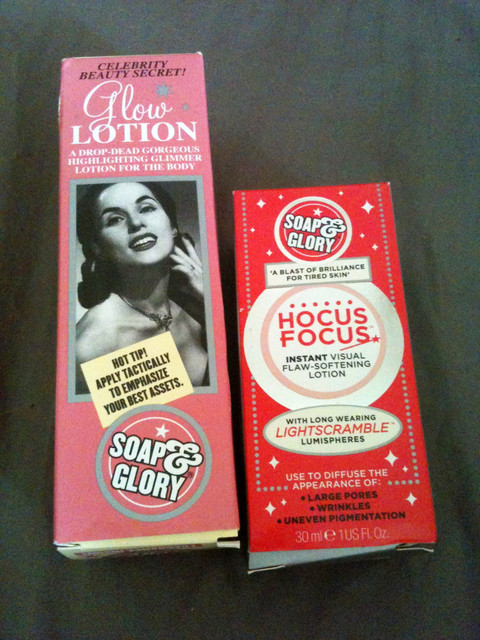 CELEBRITY
BEAUTY SECRET!
Glow
LOTION
A DROP-DEAD GORGEOUS
HIGHLIGHTING GLIMMER
LOTION FOR THE BODY
HOT TIP!
APPLY TACTICALLY
TO EMPHASIZE
YOUR BEST ASSETS.
SOAP&
GLORY
SOAP&
GLORY
'A BLAST OF BRILLIANCE
FOR TIRED SKIN'
HOCUS
FOCUS™
INSTANT VISUAL
FLAW-SOFTENING
LOTION
WITH LONG WEARING
LIGHTSCRAMBLE™
LUMISPHERES
USE TO DIFFUSE THE
APPEARANCE OF:
• LARGE PORES
• WRINKLES
• UNEVEN PIGMENTATION
30 ml e 1 US Fl. Oz.